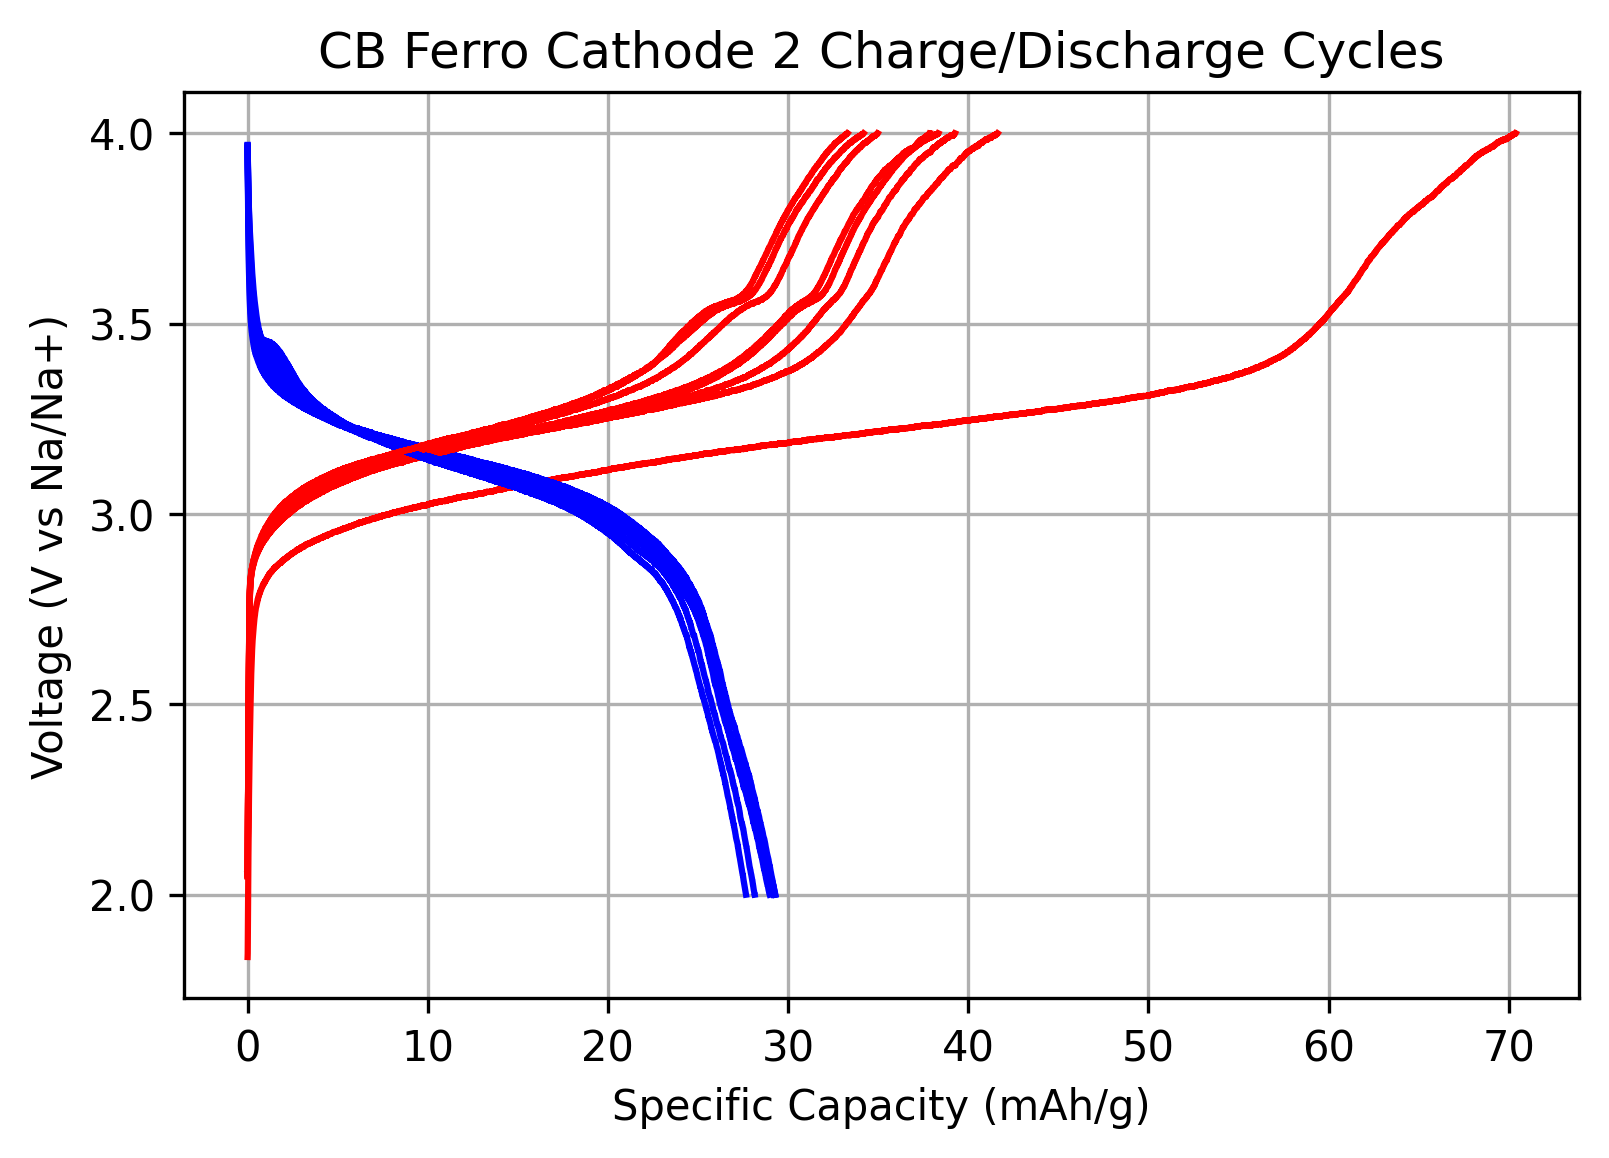 CB Ferro Cathode 2 Charge/Discharge Cycles
Voltage (V vs Na/Na+)
4.0
3.5
3.0
2.5
2.0
0 10 20 30 40 50 60 70
Specific Capacity (mAh/g)